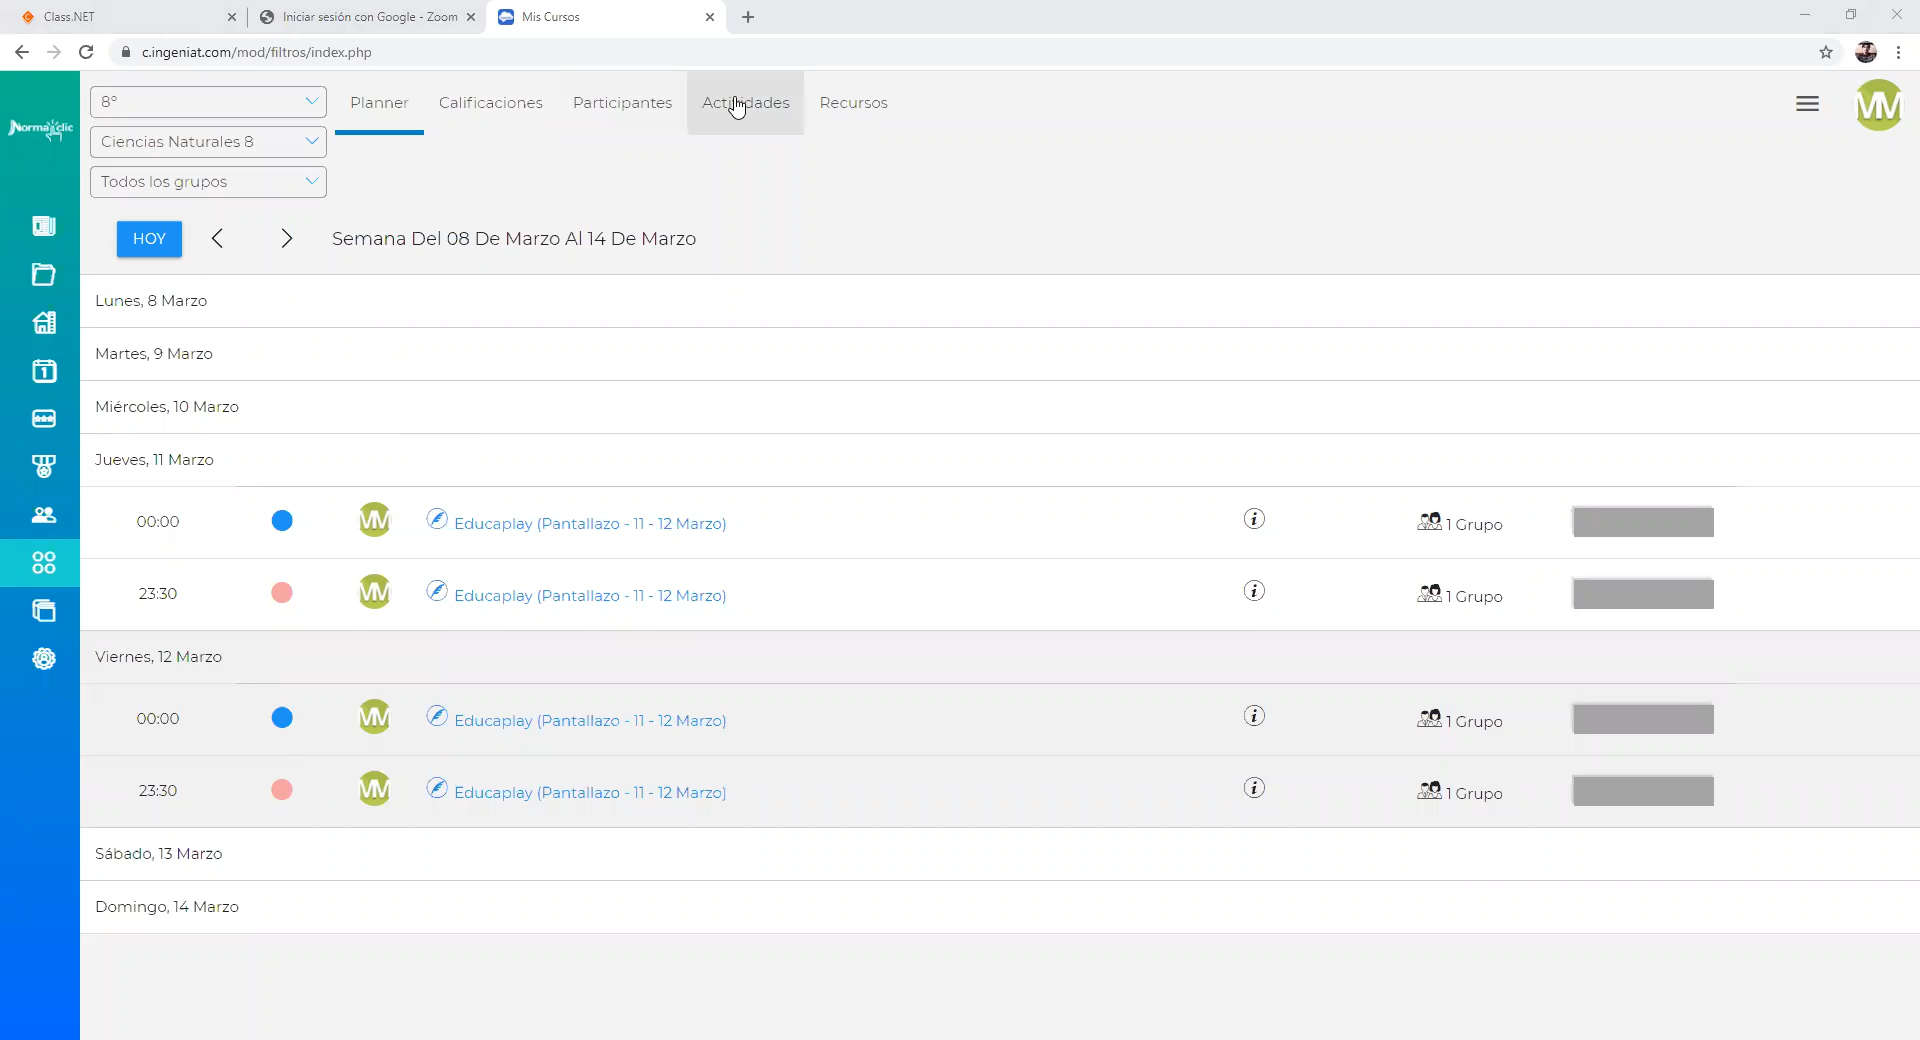 Class.NET
Iniciar sesión con Google - Zoom
Mis Cursos
c.ingeniat.com/mod/filtros/index.php
Normaclic
8°
Planner
Calificaciones
Participantes
Actividades
Recursos
Ciencias Naturales 8
Todos los grupos
HOY
Semana Del 08 De Marzo Al 14 De Marzo
Lunes, 8 Marzo
Martes, 9 Marzo
Miércoles, 10 Marzo
Jueves, 11 Marzo
00:00 Educaplay (Pantallazo - 11 - 12 Marzo) 1 Grupo
23:30 Educaplay (Pantallazo - 11 - 12 Marzo) 1 Grupo
Viernes, 12 Marzo
00:00 Educaplay (Pantallazo - 11 - 12 Marzo) 1 Grupo
23:30 Educaplay (Pantallazo - 11 - 12 Marzo) 1 Grupo
Sábado, 13 Marzo
Domingo, 14 Marzo